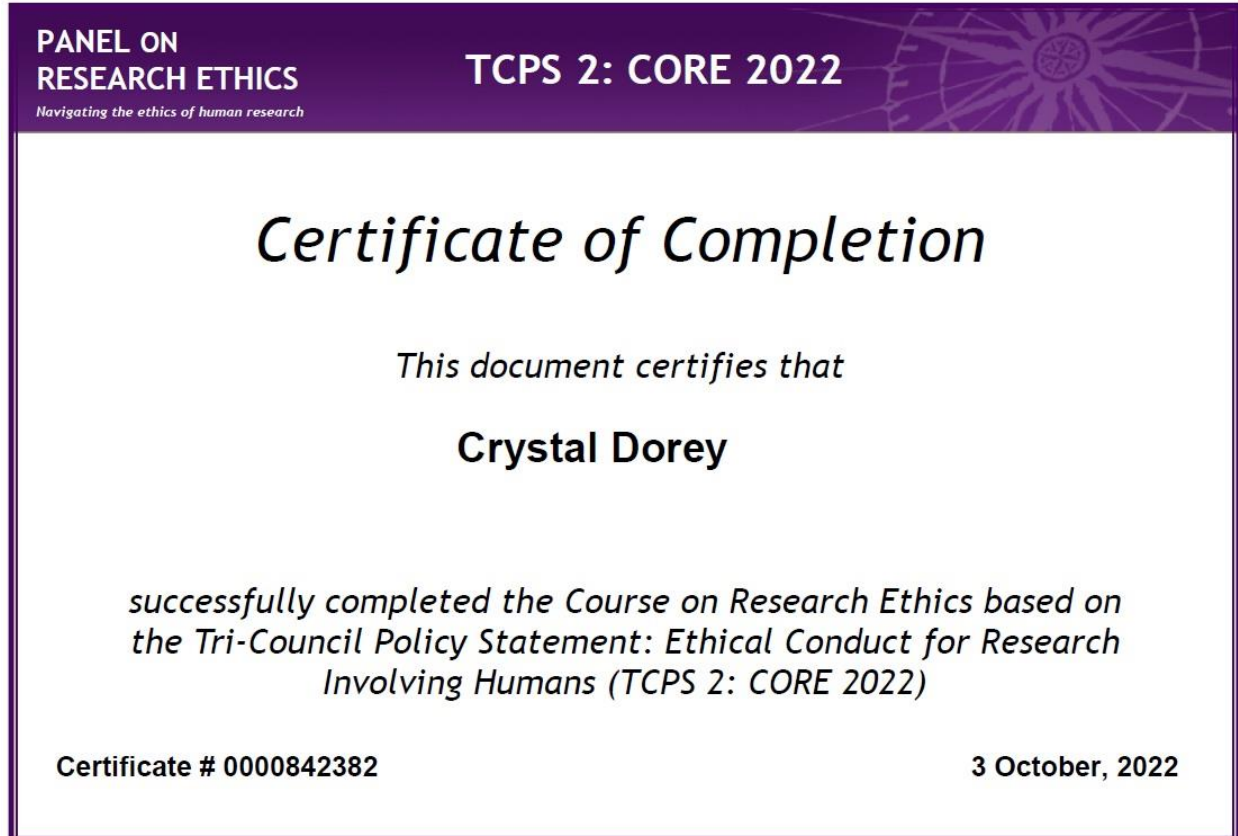 PANEL ON
RESEARCH ETHICS
Navigating the ethics of human research
TCPS 2: CORE 2022
Certificate of Completion
This document certifies that
Crystal Dorey
successfully completed the Course on Research Ethics based on
the Tri-Council Policy Statement: Ethical Conduct for Research
Involving Humans (TCPS 2: CORE 2022)
Certificate # 0000842382
3 October, 2022